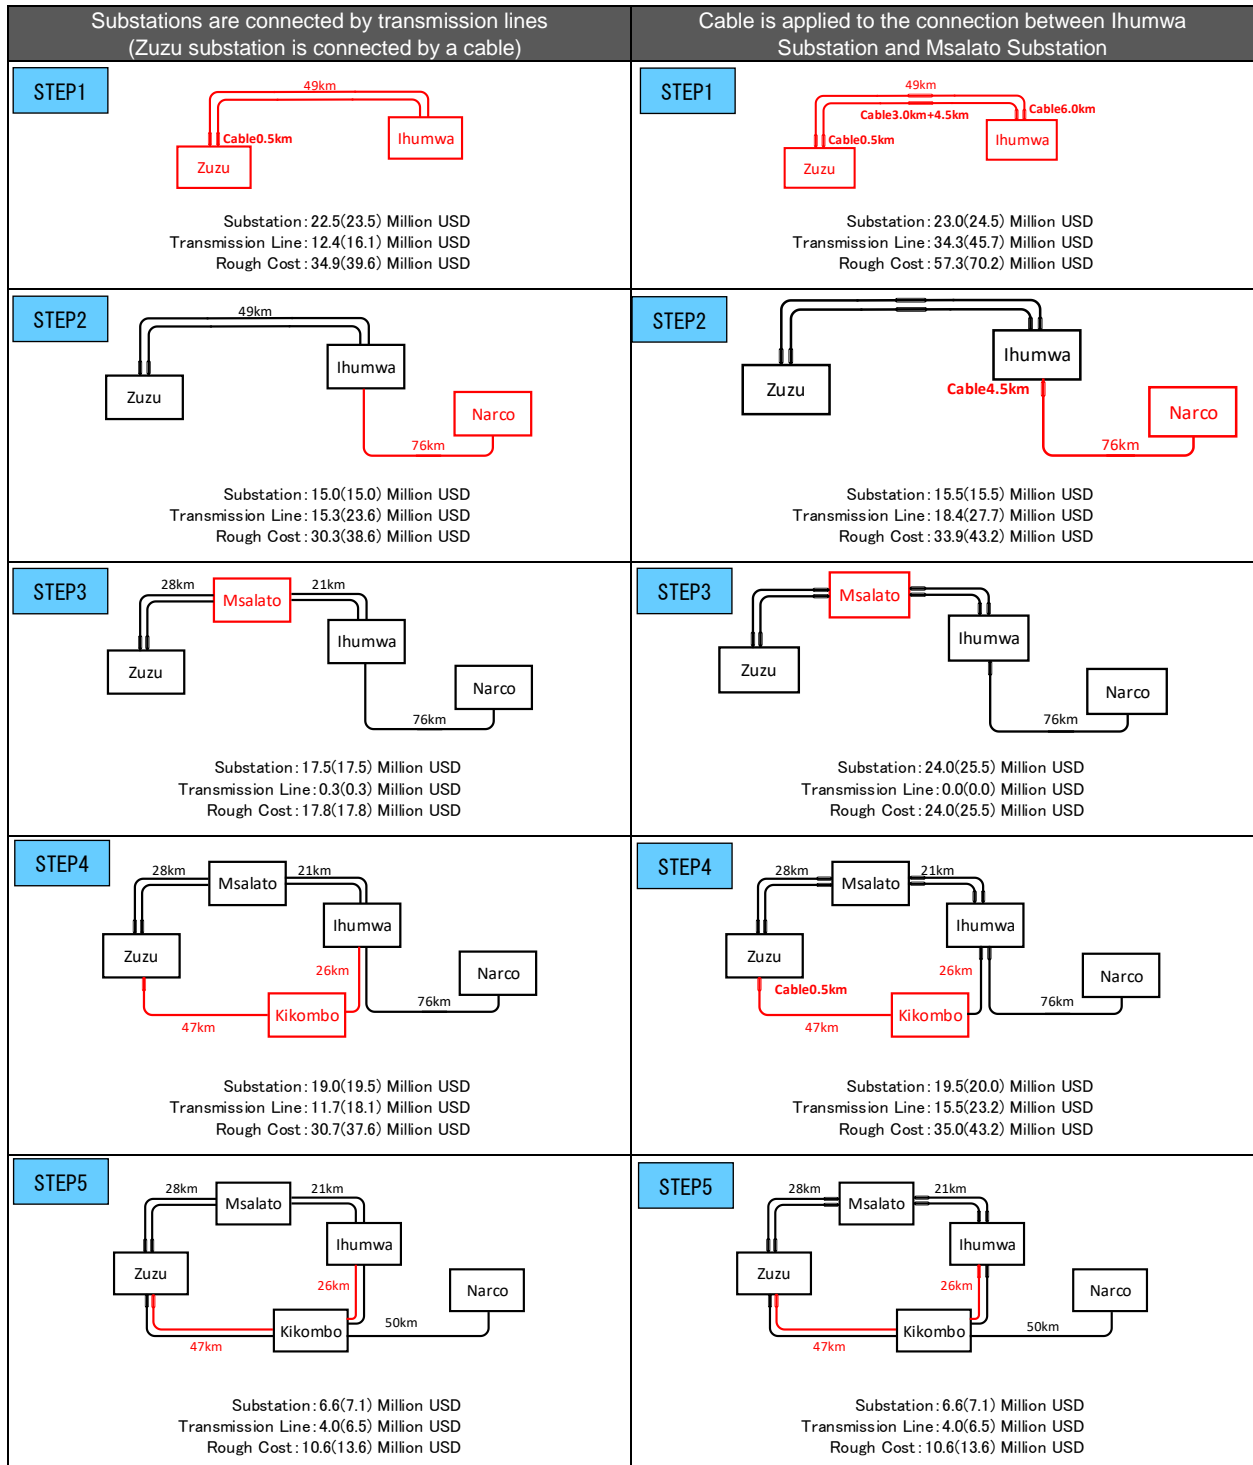 Substations are connected by transmission lines
(Zuzu substation is connected by a cable)
Cable is applied to the connection between Ihumwa
Substation and Msalato Substation
STEP1
49km
Cable0.5km
Ihumwa
Zuzu
Substation:22.5(23.5) Million USD
Transmission Line:12.4(16.1) Million USD
Rough Cost:34.9(39.6) Million USD
STEP1
49km
Cable3.0km+4.5km
Cable6.0km
Cable0.5km
Ihumwa
Zuzu
Substation:23.0(24.5) Million USD
Transmission Line:34.3(45.7) Million USD
Rough Cost:57.3(70.2) Million USD
STEP2
49km
Ihumwa
Zuzu
Narco
76km
Substation:15.0(15.0) Million USD
Transmission Line:15.3(23.6) Million USD
Rough Cost:30.3(38.6) Million USD
STEP2
Ihumwa
Zuzu
Cable4.5km
Narco
76km
Substation:15.5(15.5) Million USD
Transmission Line:18.4(27.7) Million USD
Rough Cost:33.9(43.2) Million USD
STEP3
28km
Msalato
21km
Ihumwa
Zuzu
Narco
76km
Substation:17.5(17.5) Million USD
Transmission Line:0.3(0.3) Million USD
Rough Cost:17.8(17.8) Million USD
STEP3
Msalato
Ihumwa
Zuzu
Narco
76km
Substation:24.0(25.5) Million USD
Transmission Line:0.0(0.0) Million USD
Rough Cost:24.0(25.5) Million USD
STEP4
28km
Msalato
21km
Ihumwa
Zuzu
26km
Narco
76km
Kikombo
47km
Substation:19.0(19.5) Million USD
Transmission Line:11.7(18.1) Million USD
Rough Cost:30.7(37.6) Million USD
STEP4
28km
Msalato
21km
Ihumwa
Zuzu
26km
Narco
Cable0.5km
76km
Kikombo
47km
Substation:19.5(20.0) Million USD
Transmission Line:15.5(23.2) Million USD
Rough Cost:35.0(43.2) Million USD
STEP5
28km
Msalato
21km
Ihumwa
Zuzu
26km
Narco
50km
Kikombo
47km
Substation:6.6(7.1) Million USD
Transmission Line:4.0(6.5) Million USD
Rough Cost:10.6(13.6) Million USD
STEP5
28km
Msalato
21km
Ihumwa
Zuzu
26km
Narco
50km
Kikombo
47km
Substation:6.6(7.1) Million USD
Transmission Line:4.0(6.5) Million USD
Rough Cost:10.6(13.6) Million USD